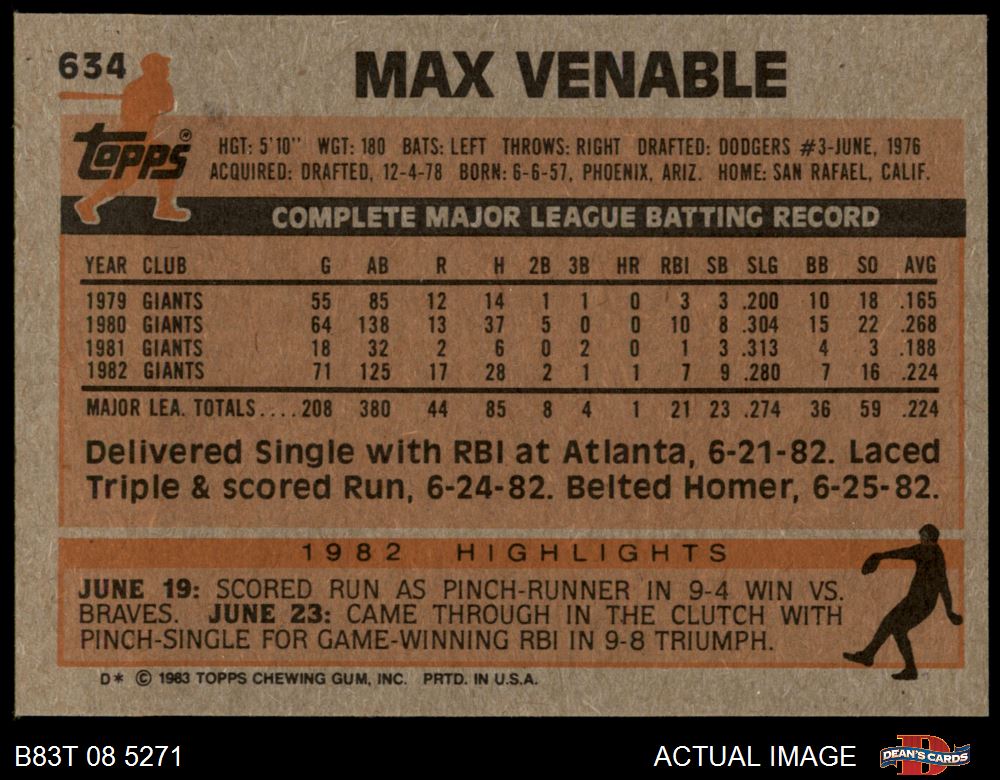 634
MAX VENABLE
Topps ®
HGT: 5'10" WGT: 180 BATS: LEFT THROWS: RIGHT DRAFTED: DODGERS #3-JUNE, 1976
ACQUIRED: DRAFTED, 12-4-78 BORN: 6-6-57, PHOENIX, ARIZ. HOME: SAN RAFAEL, CALIF.
COMPLETE MAJOR LEAGUE BATTING RECORD
YEAR CLUB G AB R H 2B 3B HR RBI SB SLG BB SO AVG
1979 GIANTS 55 85 12 14 1 1 0 3 3 .200 10 18 .165
1980 GIANTS 64 138 13 37 5 0 0 10 8 .304 15 22 .268
1981 GIANTS 18 32 2 6 0 2 0 1 3 .313 4 3 .188
1982 GIANTS 71 125 17 28 2 1 1 7 9 .280 7 16 .224
MAJOR LEA. TOTALS....208 380 44 85 8 4 1 21 23 .274 36 59 .224
Delivered Single with RBI at Atlanta, 6-21-82. Laced
Triple & scored Run, 6-24-82. Belted Homer, 6-25-82.
1982 HIGHLIGHTS
JUNE 19: SCORED RUN AS PINCH-RUNNER IN 9-4 WIN VS.
BRAVES. JUNE 23: CAME THROUGH IN THE CLUTCH WITH
PINCH-SINGLE FOR GAME-WINNING RBI IN 9-8 TRIUMPH.
D* © 1983 TOPPS CHEWING GUM, INC. PRTD. IN U.S.A.
B83T 08 5271
ACTUAL IMAGE
DEAN'S CARDS